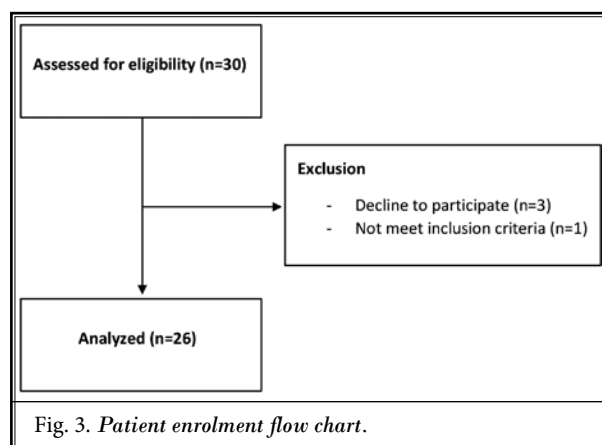 Assessed for eligibility (n=30)
Exclusion
- Decline to participate (n=3)
- Not meet inclusion criteria (n=1)
Analyzed (n=26)
Fig. 3. Patient enrolment flow chart.